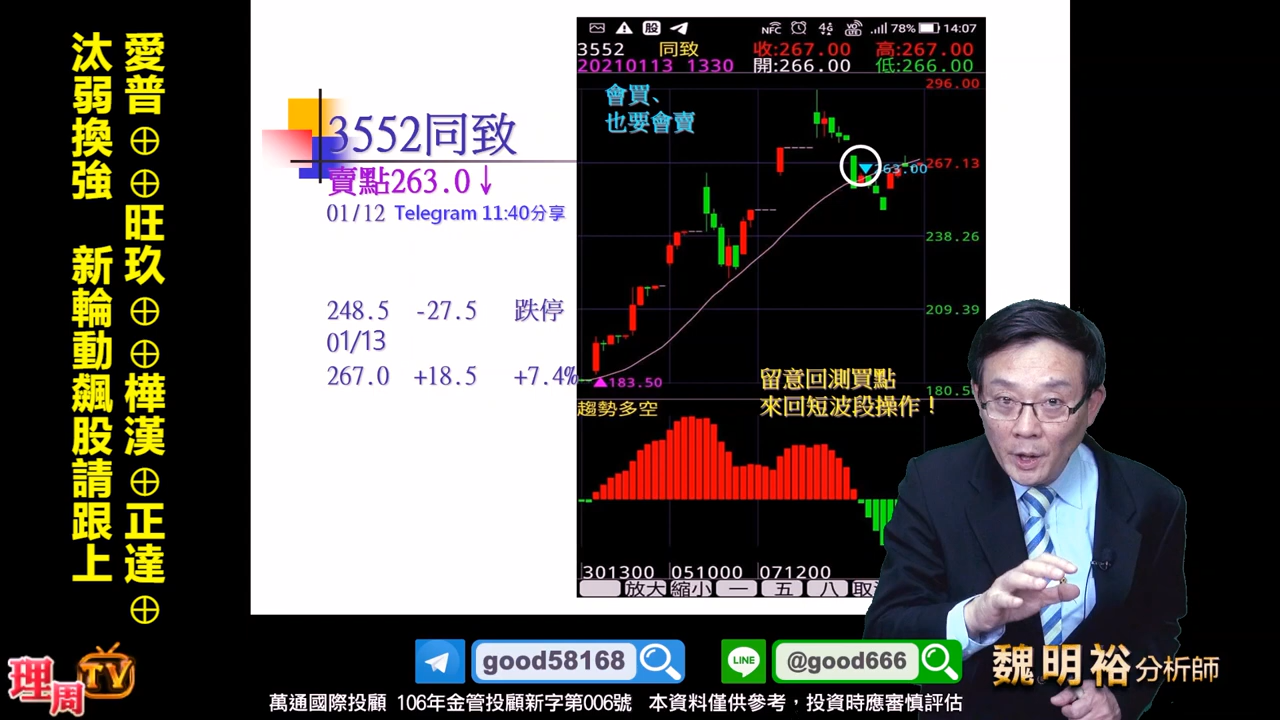 愛普⊕⊕旺玖⊕⊕樺漢⊕正達⊕
汰弱換強 新輪動飆股請跟上
3552同致
賣點263.0↓
01/12 Telegram 11:40分享
248.5 -27.5 跌停
01/13
267.0 +18.5 +7.4%
股 NFC 4G 78% 14:07
3552 同致 收:267.00 高:267.00
20210113 1330 開:266.00 低:266.00
296.00
會買、
也要會賣
267.13
263.00
238.26
209.39
183.50
180.5
留意回測買點
來回短波段操作！
趨勢多空
301300 051000 071200
放大 縮小 一 五 八 取
理周TV
good58168
LINE @good666
魏明裕分析師
萬通國際投顧 106年金管投顧新字第006號 本資料僅供參考，投資時應審慎評估